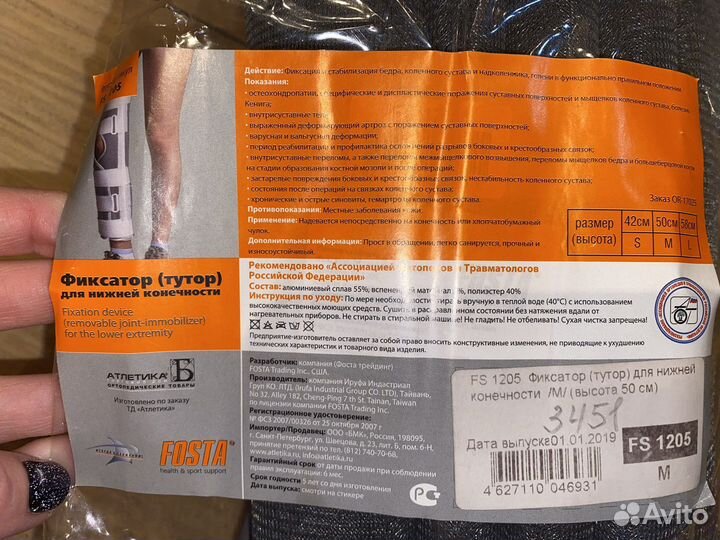 Действие: Фиксация и стабилизация бедра, коленного сустава и надколенника, голени в функционально правильном положении.
Показания:
• остеохондропатии, специфические и диспластические поражения суставных поверхностей и мыщелков коленного сустава, болезнь
Кенига;
• внутрисуставные тела;
• выраженный деформирующий артроз с поражением суставных поверхностей;
• варусная и вальгусная деформации;
• период реабилитации и профилактика осложнений разрывов боковых и крестообразных связок;
• внутрисуставные переломы, а также переломы межмыщелкового возвышения, переломы мыщелков бедра и большеберцовой кости
на стадии образования костной мозоли и после операций;
• застарелые повреждения боковых и крестообразных связок, нестабильность коленного сустава;
• состояния после операций на связках коленного сустава;
• хронические и острые синовиты, гемартрозы коленного сустава.
Противопоказания: Местные заболевания кожи.
Применение: Надевается непосредственно на конечность или хлопчатобумажный
чулок.
Дополнительная информация: Прост в обращении, легко санируется, прочный и
износоустойчивый.
Заказ OR-17025
размер (высота) 42см 50см 58см
S M L
Фиксатор (тутор)
для нижней конечности
Fixation device
(removable joint-immobilizer)
for the lower extremity
АТЛЕТИКА Б
ОРТОПЕДИЧЕСКИЕ ТОВАРЫ
Изготовлено по заказу
ТД «Атлетика»
FOSTA®
health & sport support
Рекомендовано «Ассоциацией Ортопедов и Травматологов
Российской Федерации»
Состав: алюминиевый сплав 55%, вспененный материал 5%, полиэстер 40%
Инструкция по уходу: По мере необходимости стирать вручную в теплой воде (40°С) с использованием
высококачественных моющих средств. Сушить в расправленном состоянии без отжима вдали от
нагревательных приборов. Не стирать в стиральной машине! Не гладить! Не отбеливать! Сухая чистка запрещена!
Предприятие-изготовитель оставляет за собой право вносить конструктивные изменения, не приводящие к ухудшению
технических характеристик и товарного вида изделия.
Разработчик: компания (Фоста трейдинг)
FOSTA Trading Inc., США.
Производитель: компания Ируфа Индастриал
Груп КО. ЛТД. (Irufa Industrial Group CO. LTD).
No 32, Alley 182, Cheng-Ping 7 th St. Tainan, Taiwan
по лицензии компании FOSTA Trading Inc.
Регистрационное удостоверение:
№ ФСЗ 2007/00326 от 25 октября 2007 г
Импортер/Продавец: ООО «БМК», Россия, 198095,
г. Санкт-Петербург, ул. Швецова, д. 23, лит. Б, пом. 6-Н,
принятие претензий по тел. (812) 740-70-68,
www.atletika.ru, info@atletika.ru
Гарантийный срок от даты продажи при соблюдении
правил эксплуатации: 6 мес.
Срок годности 5 лет со дня изготовления
Дата выпуска: смотри на стикере
FS 1205 Фиксатор (тутор) для нижней
конечности /M/ (высота 50 см)
3451
Дата выпуска01.01.2019
FS 1205
M
4 627110 046931
Avito